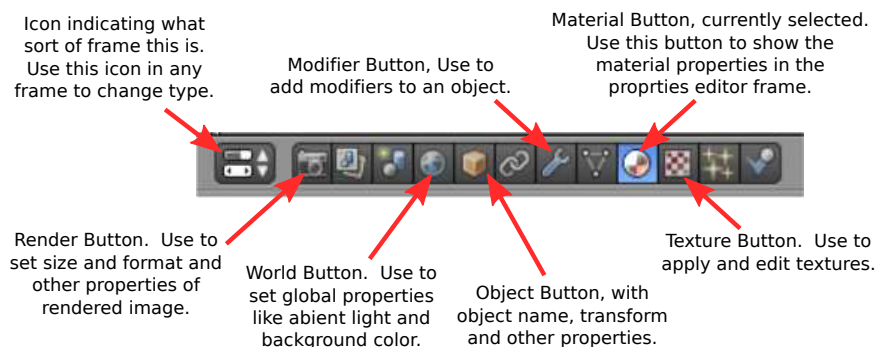 Icon indicating what
sort of frame this is.
Use this icon in any
frame to change type.
Modifier Button, Use to
add modifiers to an object.
Material Button, currently selected.
Use this button to show the
material properties in the
proprties editor frame.
Render Button.  Use to
set size and format and
other properties of
rendered image.
World Button.  Use to
set global properties
like abient light and
background color.
Object Button, with
object name, transform
and other properties.
Texture Button.  Use to
apply and edit textures.